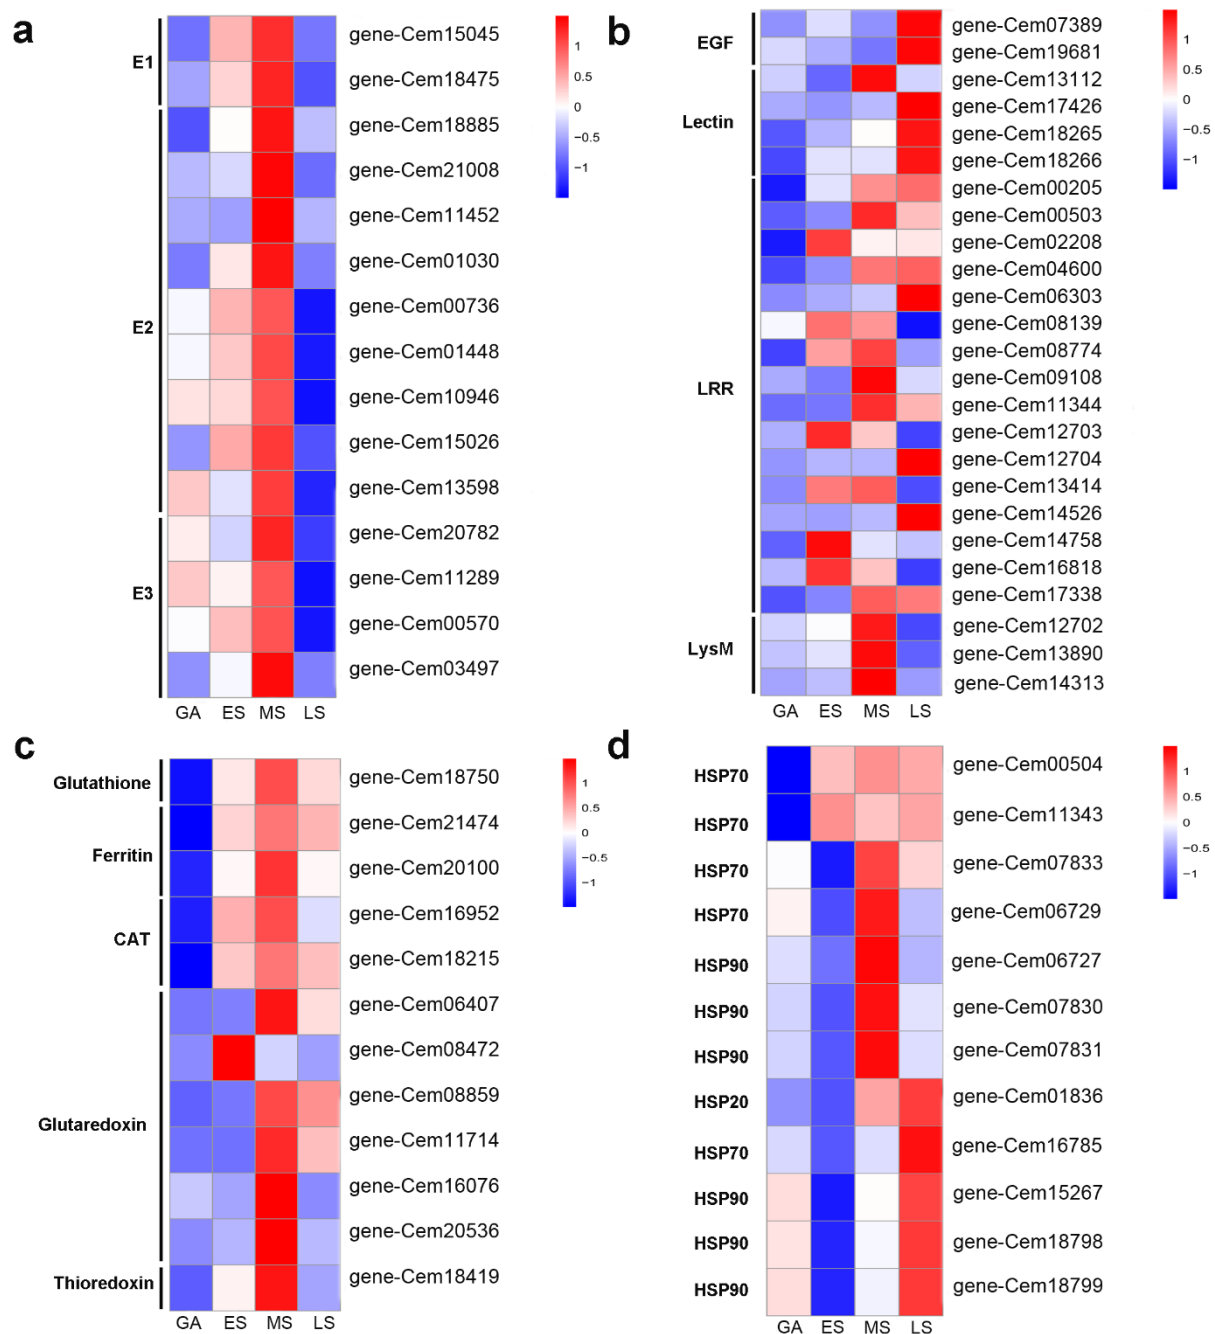 a
E1
E2
E3
gene-Cem15045
gene-Cem18475
gene-Cem18885
gene-Cem21008
gene-Cem11452
gene-Cem01030
gene-Cem00736
gene-Cem01448
gene-Cem10946
gene-Cem15026
gene-Cem13598
gene-Cem20782
gene-Cem11289
gene-Cem00570
gene-Cem03497
GA ES MS LS
1
0.5
0
−0.5
−1
b
EGF
Lectin
LRR
LysM
gene-Cem07389
gene-Cem19681
gene-Cem13112
gene-Cem17426
gene-Cem18265
gene-Cem18266
gene-Cem00205
gene-Cem00503
gene-Cem02208
gene-Cem04600
gene-Cem06303
gene-Cem08139
gene-Cem08774
gene-Cem09108
gene-Cem11344
gene-Cem12703
gene-Cem12704
gene-Cem13414
gene-Cem14526
gene-Cem14758
gene-Cem16818
gene-Cem17338
gene-Cem12702
gene-Cem13890
gene-Cem14313
GA ES MS LS
1
0.5
0
−0.5
−1
c
Glutathione
Ferritin
CAT
Glutaredoxin
Thioredoxin
gene-Cem18750
gene-Cem21474
gene-Cem20100
gene-Cem16952
gene-Cem18215
gene-Cem06407
gene-Cem08472
gene-Cem08859
gene-Cem11714
gene-Cem16076
gene-Cem20536
gene-Cem18419
GA ES MS LS
1
0.5
0
−0.5
−1
d
HSP70 gene-Cem00504
HSP70 gene-Cem11343
HSP70 gene-Cem07833
HSP70 gene-Cem06729
HSP90 gene-Cem06727
HSP90 gene-Cem07830
HSP90 gene-Cem07831
HSP20 gene-Cem01836
HSP70 gene-Cem16785
HSP90 gene-Cem15267
HSP90 gene-Cem18798
HSP90 gene-Cem18799
GA ES MS LS
1
0.5
0
−0.5
−1